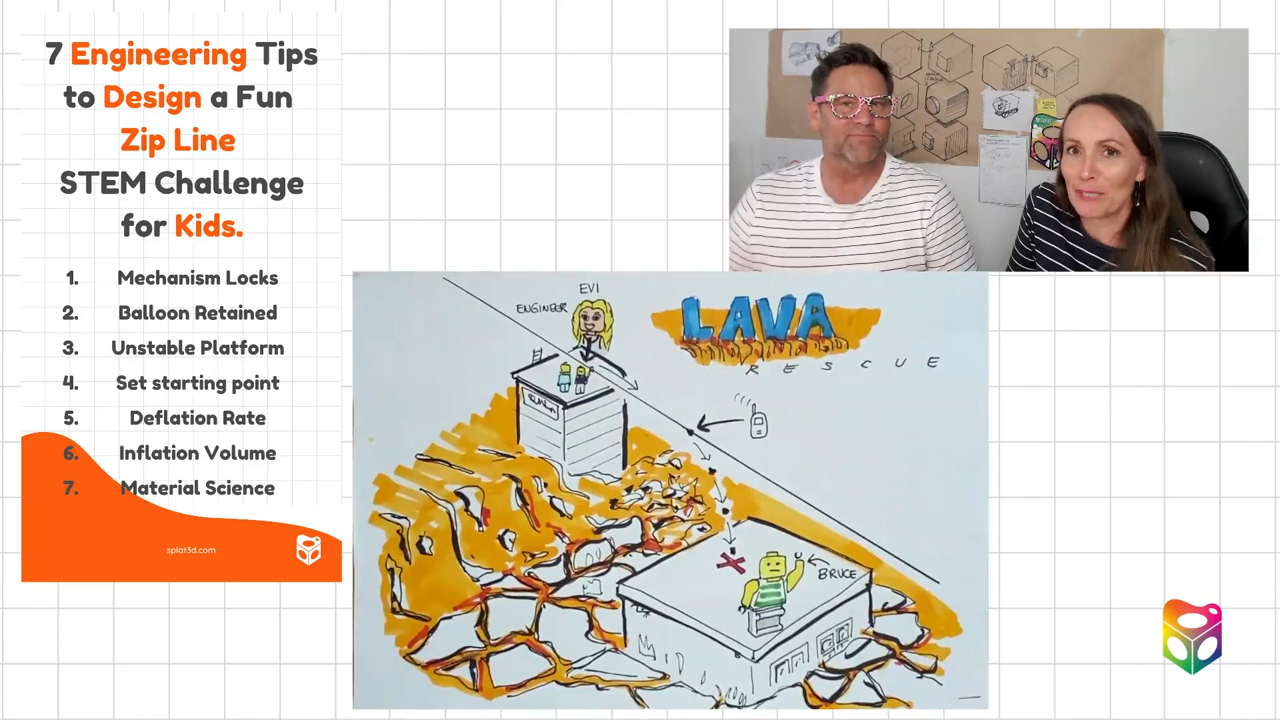 7 Engineering Tips
to Design a Fun
Zip Line
STEM Challenge
for Kids.
1. Mechanism Locks
2. Balloon Retained
3. Unstable Platform
4. Set starting point
5. Deflation Rate
6. Inflation Volume
7. Material Science
splat3d.com
EVI
ENGINEER
LAVA
RESCUE
BRUCE